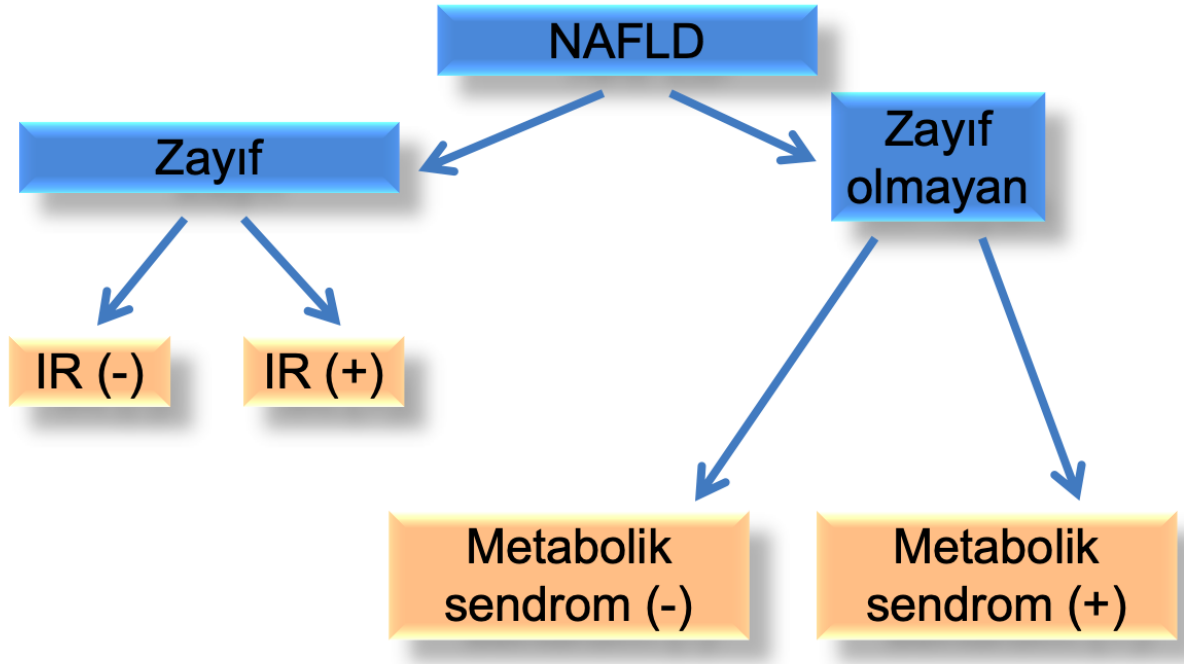 NAFLD
Zayıf
Zayıf
olmayan
IR (-)
IR (+)
Metabolik
sendrom (-)
Metabolik
sendrom (+)